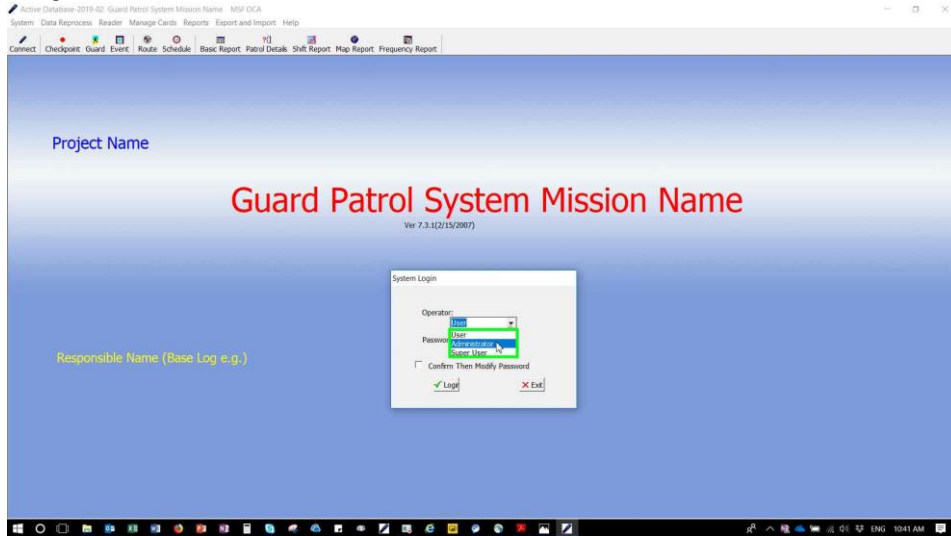 Active Database-2019-02 Guard Patrol System Mission Name MSF OCA
System Data Reprocess Reader Manage Cards Reports Export and Import Help
Connect Checkpoint Guard Event Route Schedule Basic Report Patrol Details Shift Report Map Report Frequency Report
Project Name
Guard Patrol System Mission Name
Ver 7.3.1(2/15/2007)
System Login
Operator:
User
User
Administrator
Super User
Confirm Then Modify Password
Login
Exit
Responsible Name (Base Log e.g.)
ENG 10:41 AM